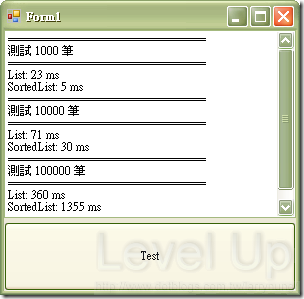 Form1
測試 1000 筆
List: 23 ms
SortedList: 5 ms
測試 10000 筆
List: 71 ms
SortedList: 30 ms
測試 100000 筆
List: 360 ms
SortedList: 1355 ms
Test
Level Up